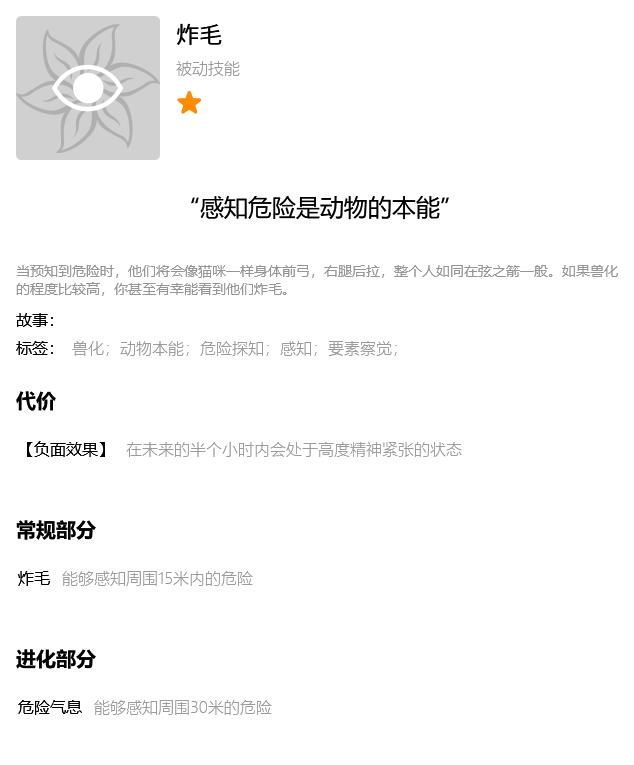 炸毛
被动技能
“感知危险是动物的本能”
当预知到危险时，他们将会像猫咪一样身体前弓，右腿后拉，整个人如同在弦之箭一般。如果兽化
的程度比较高，你甚至有幸能看到他们炸毛。
故事：
标签： 兽化；动物本能；危险探知；感知；要素察觉；
代价
【负面效果】 在未来的半个小时内会处于高度精神紧张的状态
常规部分
炸毛 能够感知周围15米内的危险
进化部分
危险气息 能够感知周围30米的危险